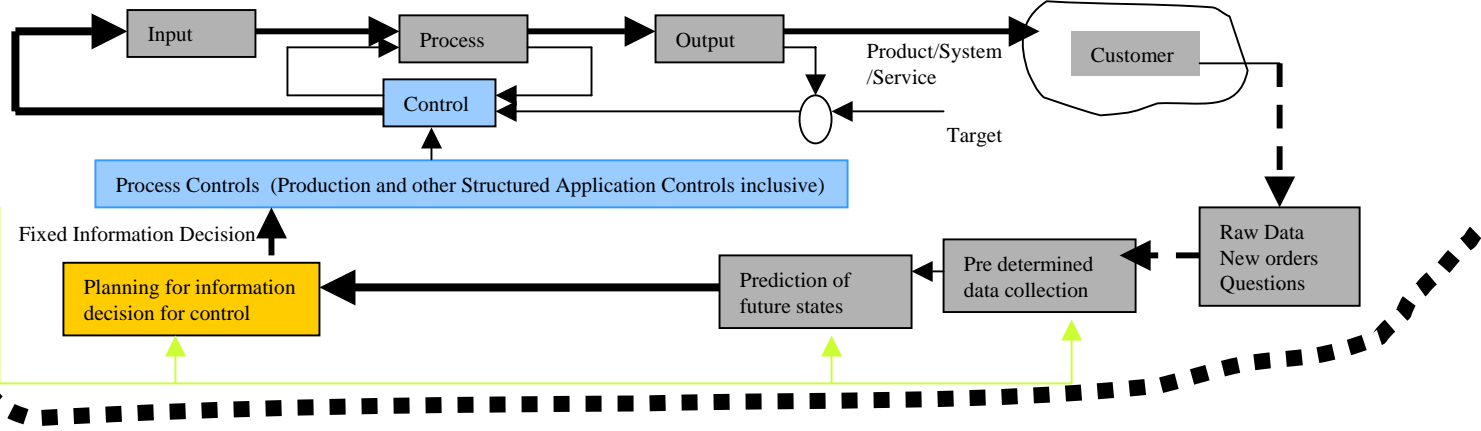 Input
Process
Output
Product/System
/Service
Customer
Control
Target
Process Controls  (Production and other Structured Application Controls inclusive)
Fixed Information Decision
Planning for information
decision for control
Prediction of
future states
Pre determined
data collection
Raw Data
New orders
Questions